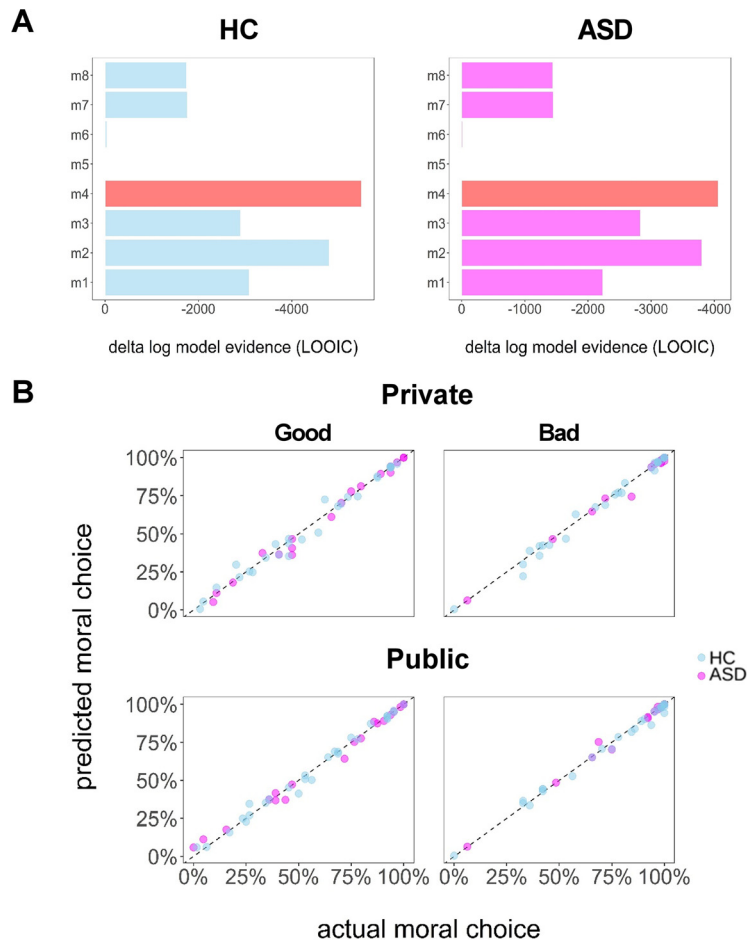 A
HC
ASD
m8
m7
m6
m5
m4
m3
m2
m1
0
-2000
-4000
delta log model evidence (LOOIC)
m8
m7
m6
m5
m4
m3
m2
m1
0
-1000
-2000
-3000
-4000
delta log model evidence (LOOIC)
B
Private
Good
Bad
100%
75%
50%
25%
0%
predicted moral choice
Public
HC
ASD
100%
75%
50%
25%
0%
0%
25%
50%
75%
100%
0%
25%
50%
75%
100%
actual moral choice